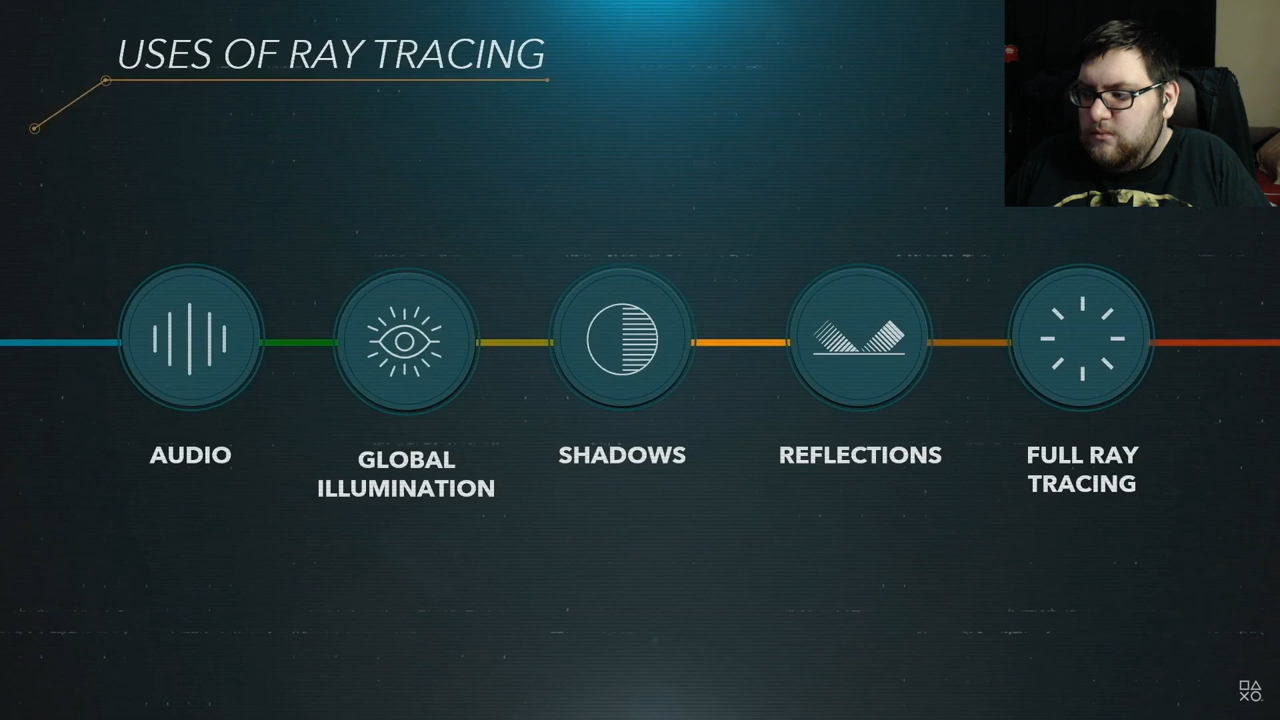 USES OF RAY TRACING
AUDIO
GLOBAL
ILLUMINATION
SHADOWS
REFLECTIONS
FULL RAY
TRACING